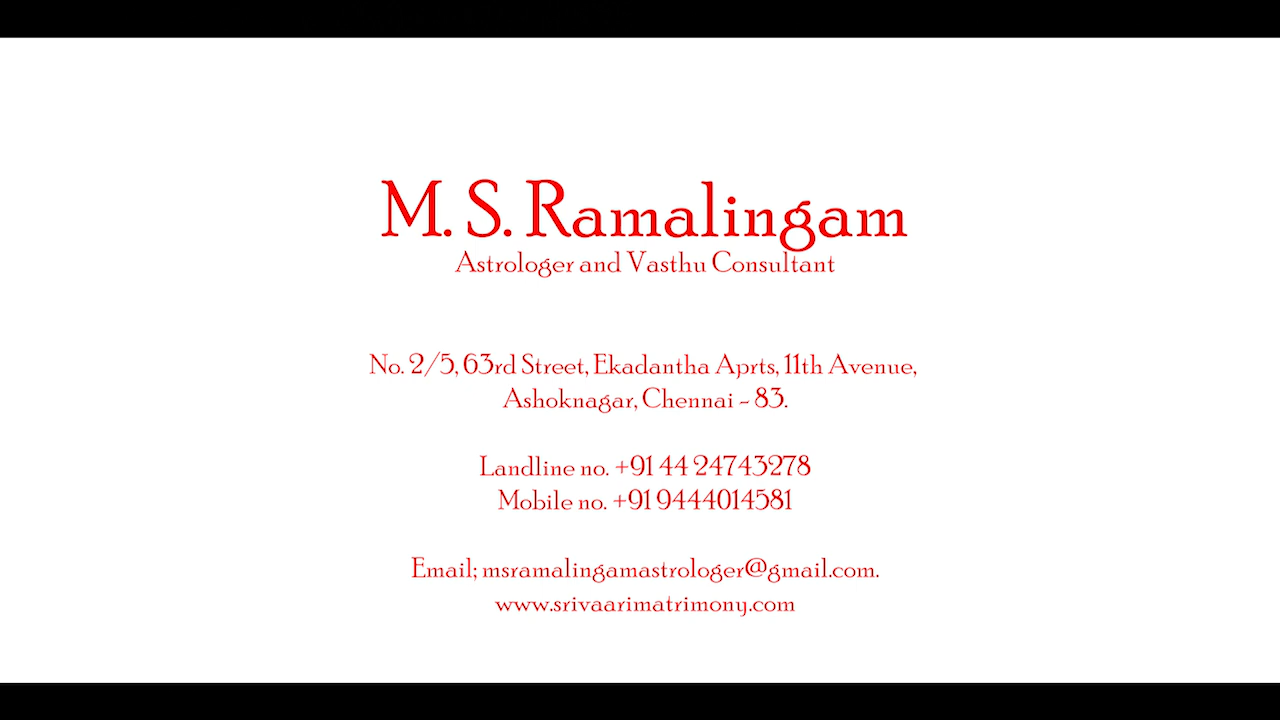 M. S. Ramalingam
Astrologer and Vasthu Consultant
No. 2/5, 63rd Street, Ekadantha Aprts, 11th Avenue,
Ashoknagar, Chennai - 83.
Landline no. +91 44 24743278
Mobile no. +91 9444014581
Email; msramalingamastrologer@gmail.com.
www.srivaarimatrimony.com